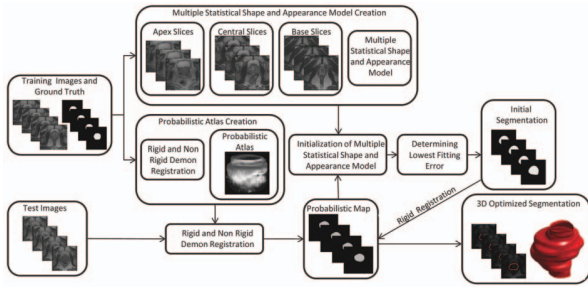 Multiple Statistical Shape and Appearance Model Creation
Apex Slices
Central Slices
Base Slices
Multiple
Statistical Shape
and Appearance
Model
Training Images and
Ground Truth
Probabilistic Atlas Creation
Rigid and Non
Rigid Demon
Registration
Probabilistic
Atlas
Initialization of Multiple
Statistical Shape and
Appearance Model
Determining
Lowest Fitting
Error
Initial
Segmentation
Rigid Registration
Test Images
Rigid and Non Rigid
Demon Registration
Probabilistic Map
3D Optimized Segmentation